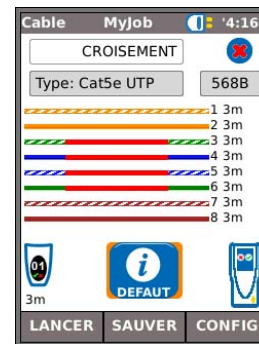 Cable MyJob '4:16
CROISEMENT
Type: Cat5e UTP 568B
1 3m
2 3m
3 3m
4 3m
5 3m
6 3m
7 3m
8 3m
01
3m
i
DEFAUT
LANCER SAUVER CONFIG